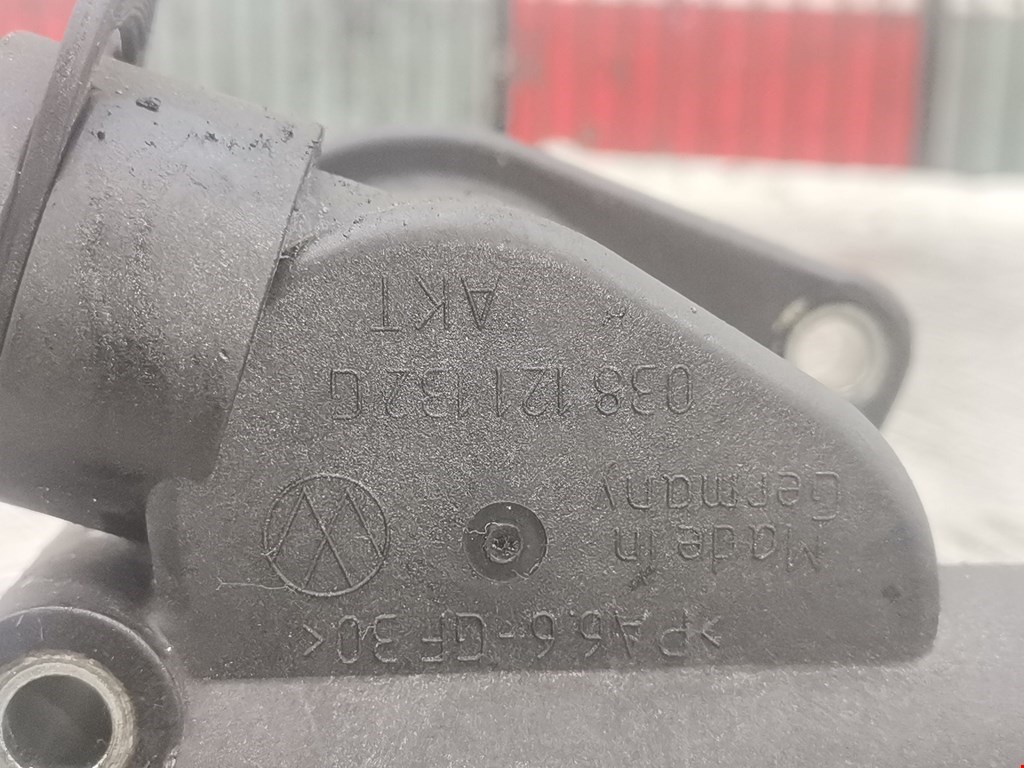 >PA6.6-GF30<
Made in
Germany
038 121 132 G
AKT